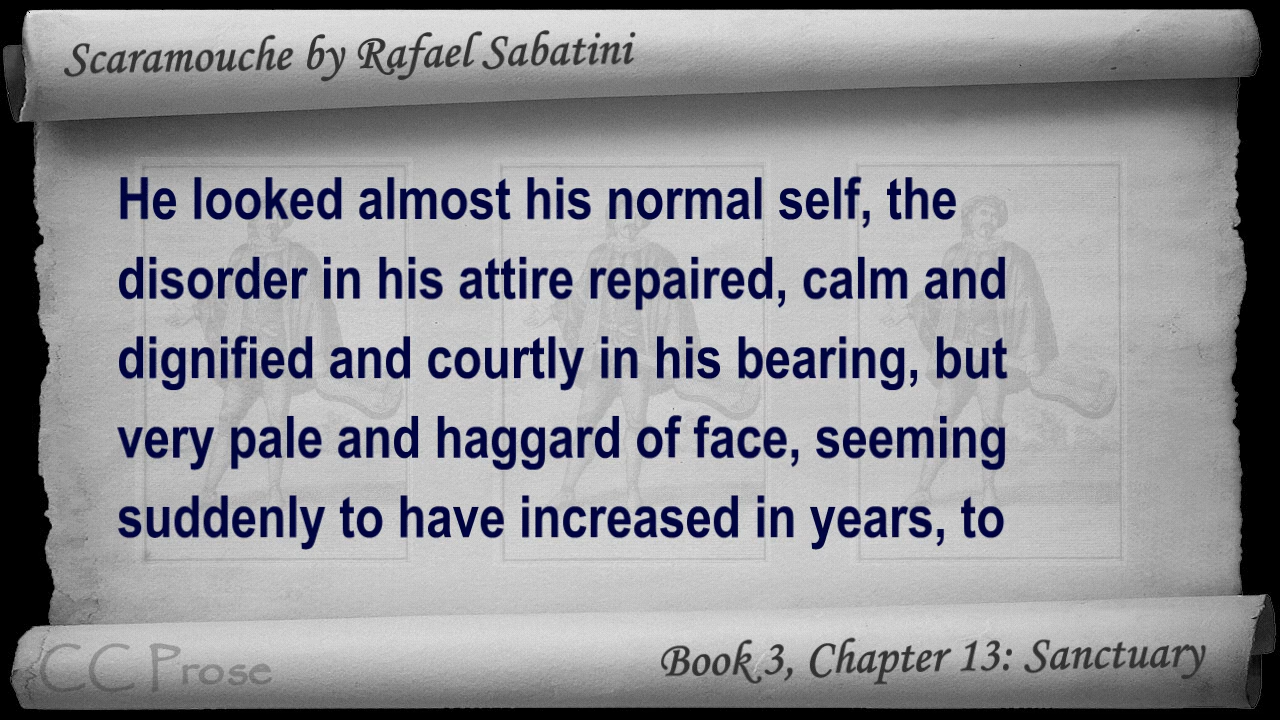 Scaramouche by Rafael Sabatini
He looked almost his normal self, the
disorder in his attire repaired, calm and
dignified and courtly in his bearing, but
very pale and haggard of face, seeming
suddenly to have increased in years, to
CC Prose
Book 3, Chapter 13: Sanctuary